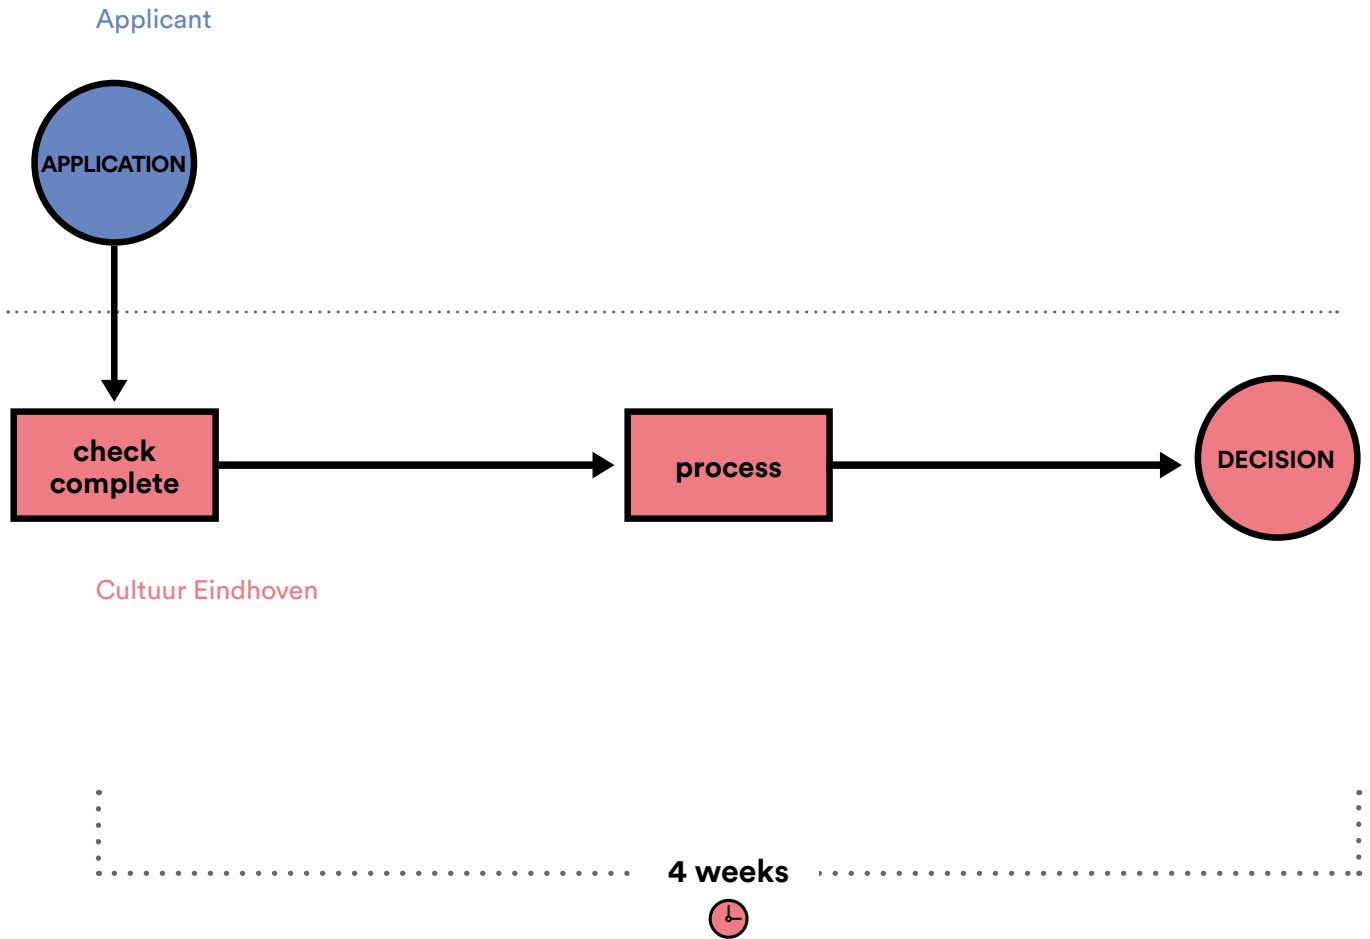 Applicant
APPLICATION
check
complete
process
DECISION
Cultuur Eindhoven
4 weeks